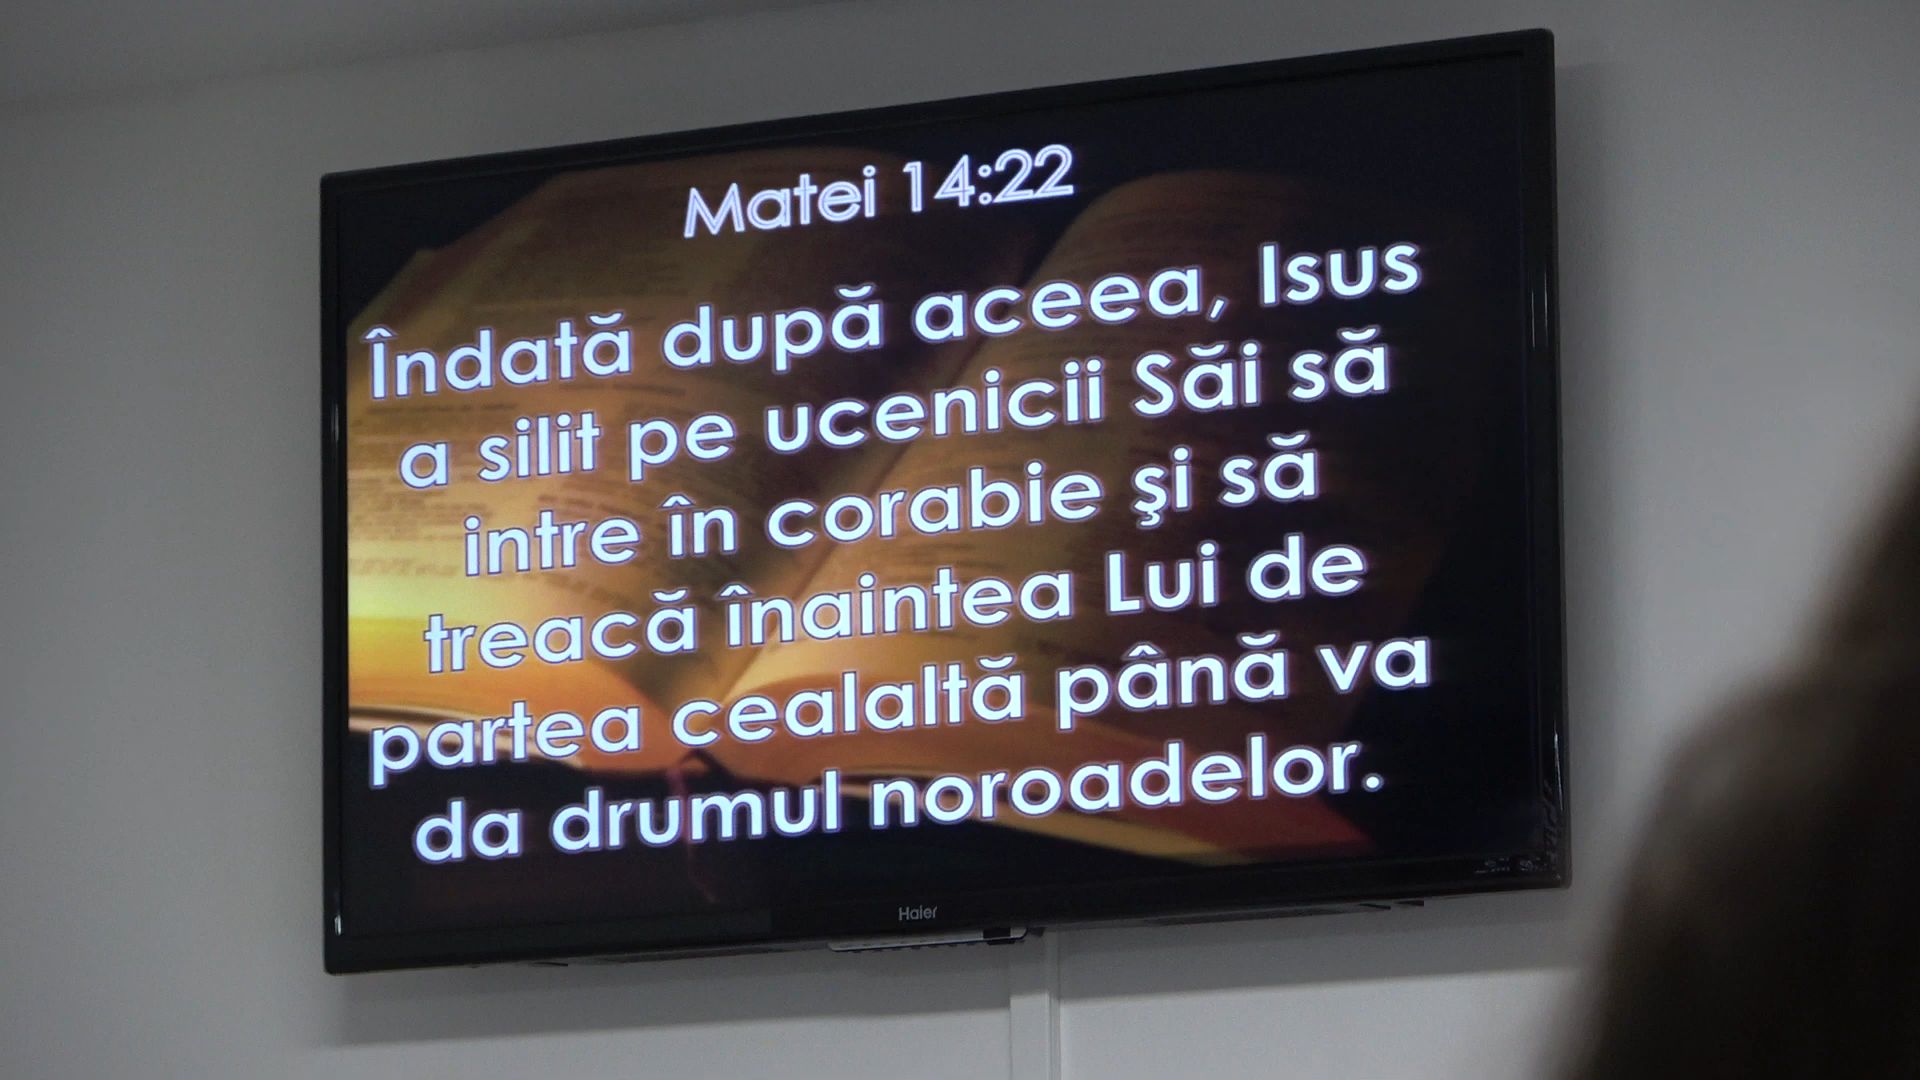 Matei 14:22
Îndată după aceea, Isus
a silit pe ucenicii Săi să
intre în corabie şi să
treacă înaintea Lui de
partea cealaltă până va
da drumul noroadelor.
Haier